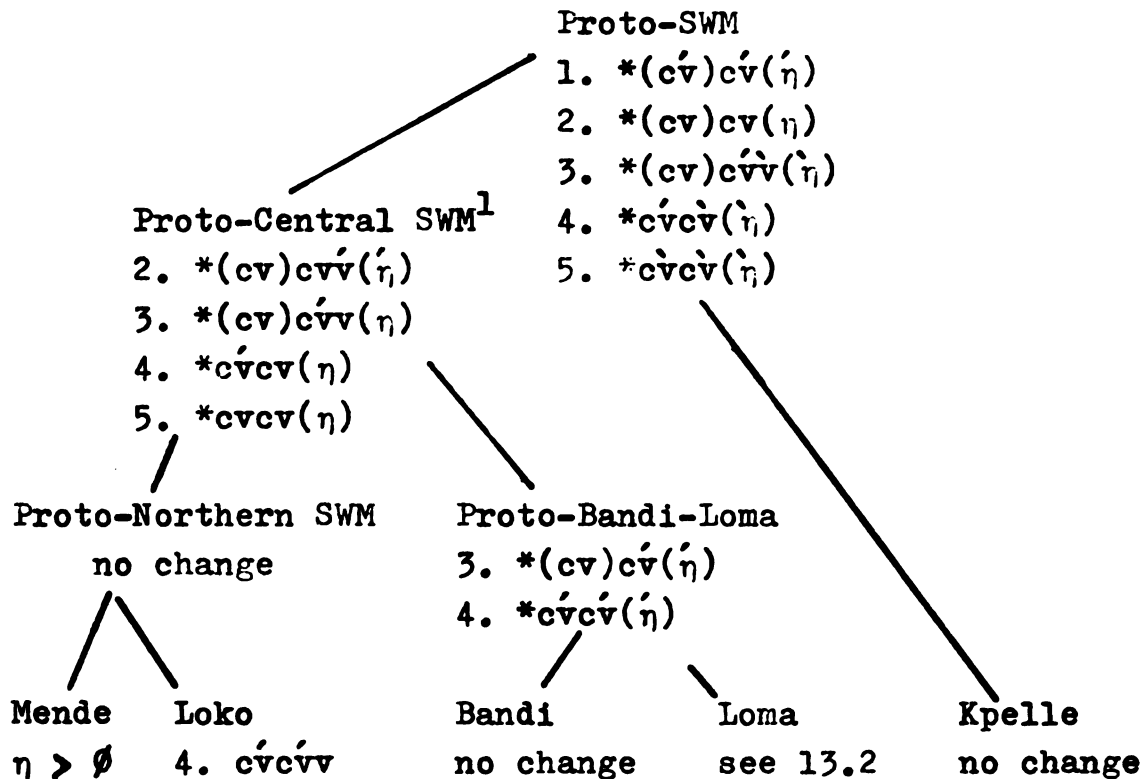 Proto-SWM
1. *(cv́)cv́(ή)
2. *(cv)cv(η)
3. *(cv)cv́v̀(ὴ)
4. *cv́cv̀(ὴ)
5. *cv̀cv̀(ὴ)
Proto-Central SWM¹
2. *(cv)cvv́(ή)
3. *(cv)cv́v(η)
4. *cv́cv(η)
5. *cvcv(η)
Proto-Northern SWM
no change
Proto-Bandi-Loma
3. *(cv)cv́(ή)
4. *cv́cv́(ή)
Mende
η > ∅
Loko
4. cv́cv́v
Bandi
no change
Loma
see 13.2
Kpelle
no change